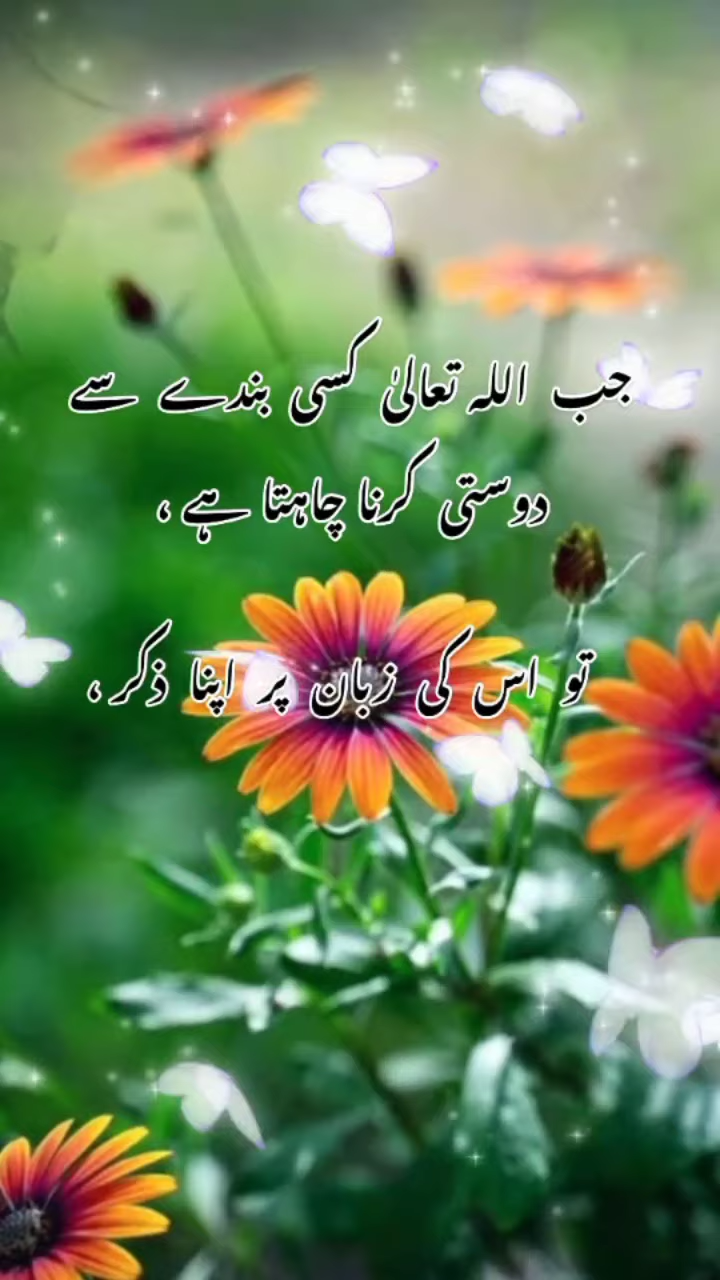 جب اللہ تعالیٰ کسی بندے سے
دوستی کرنا چاہتا ہے ،
تو اس کی زبان پر اپنا ذکر ،